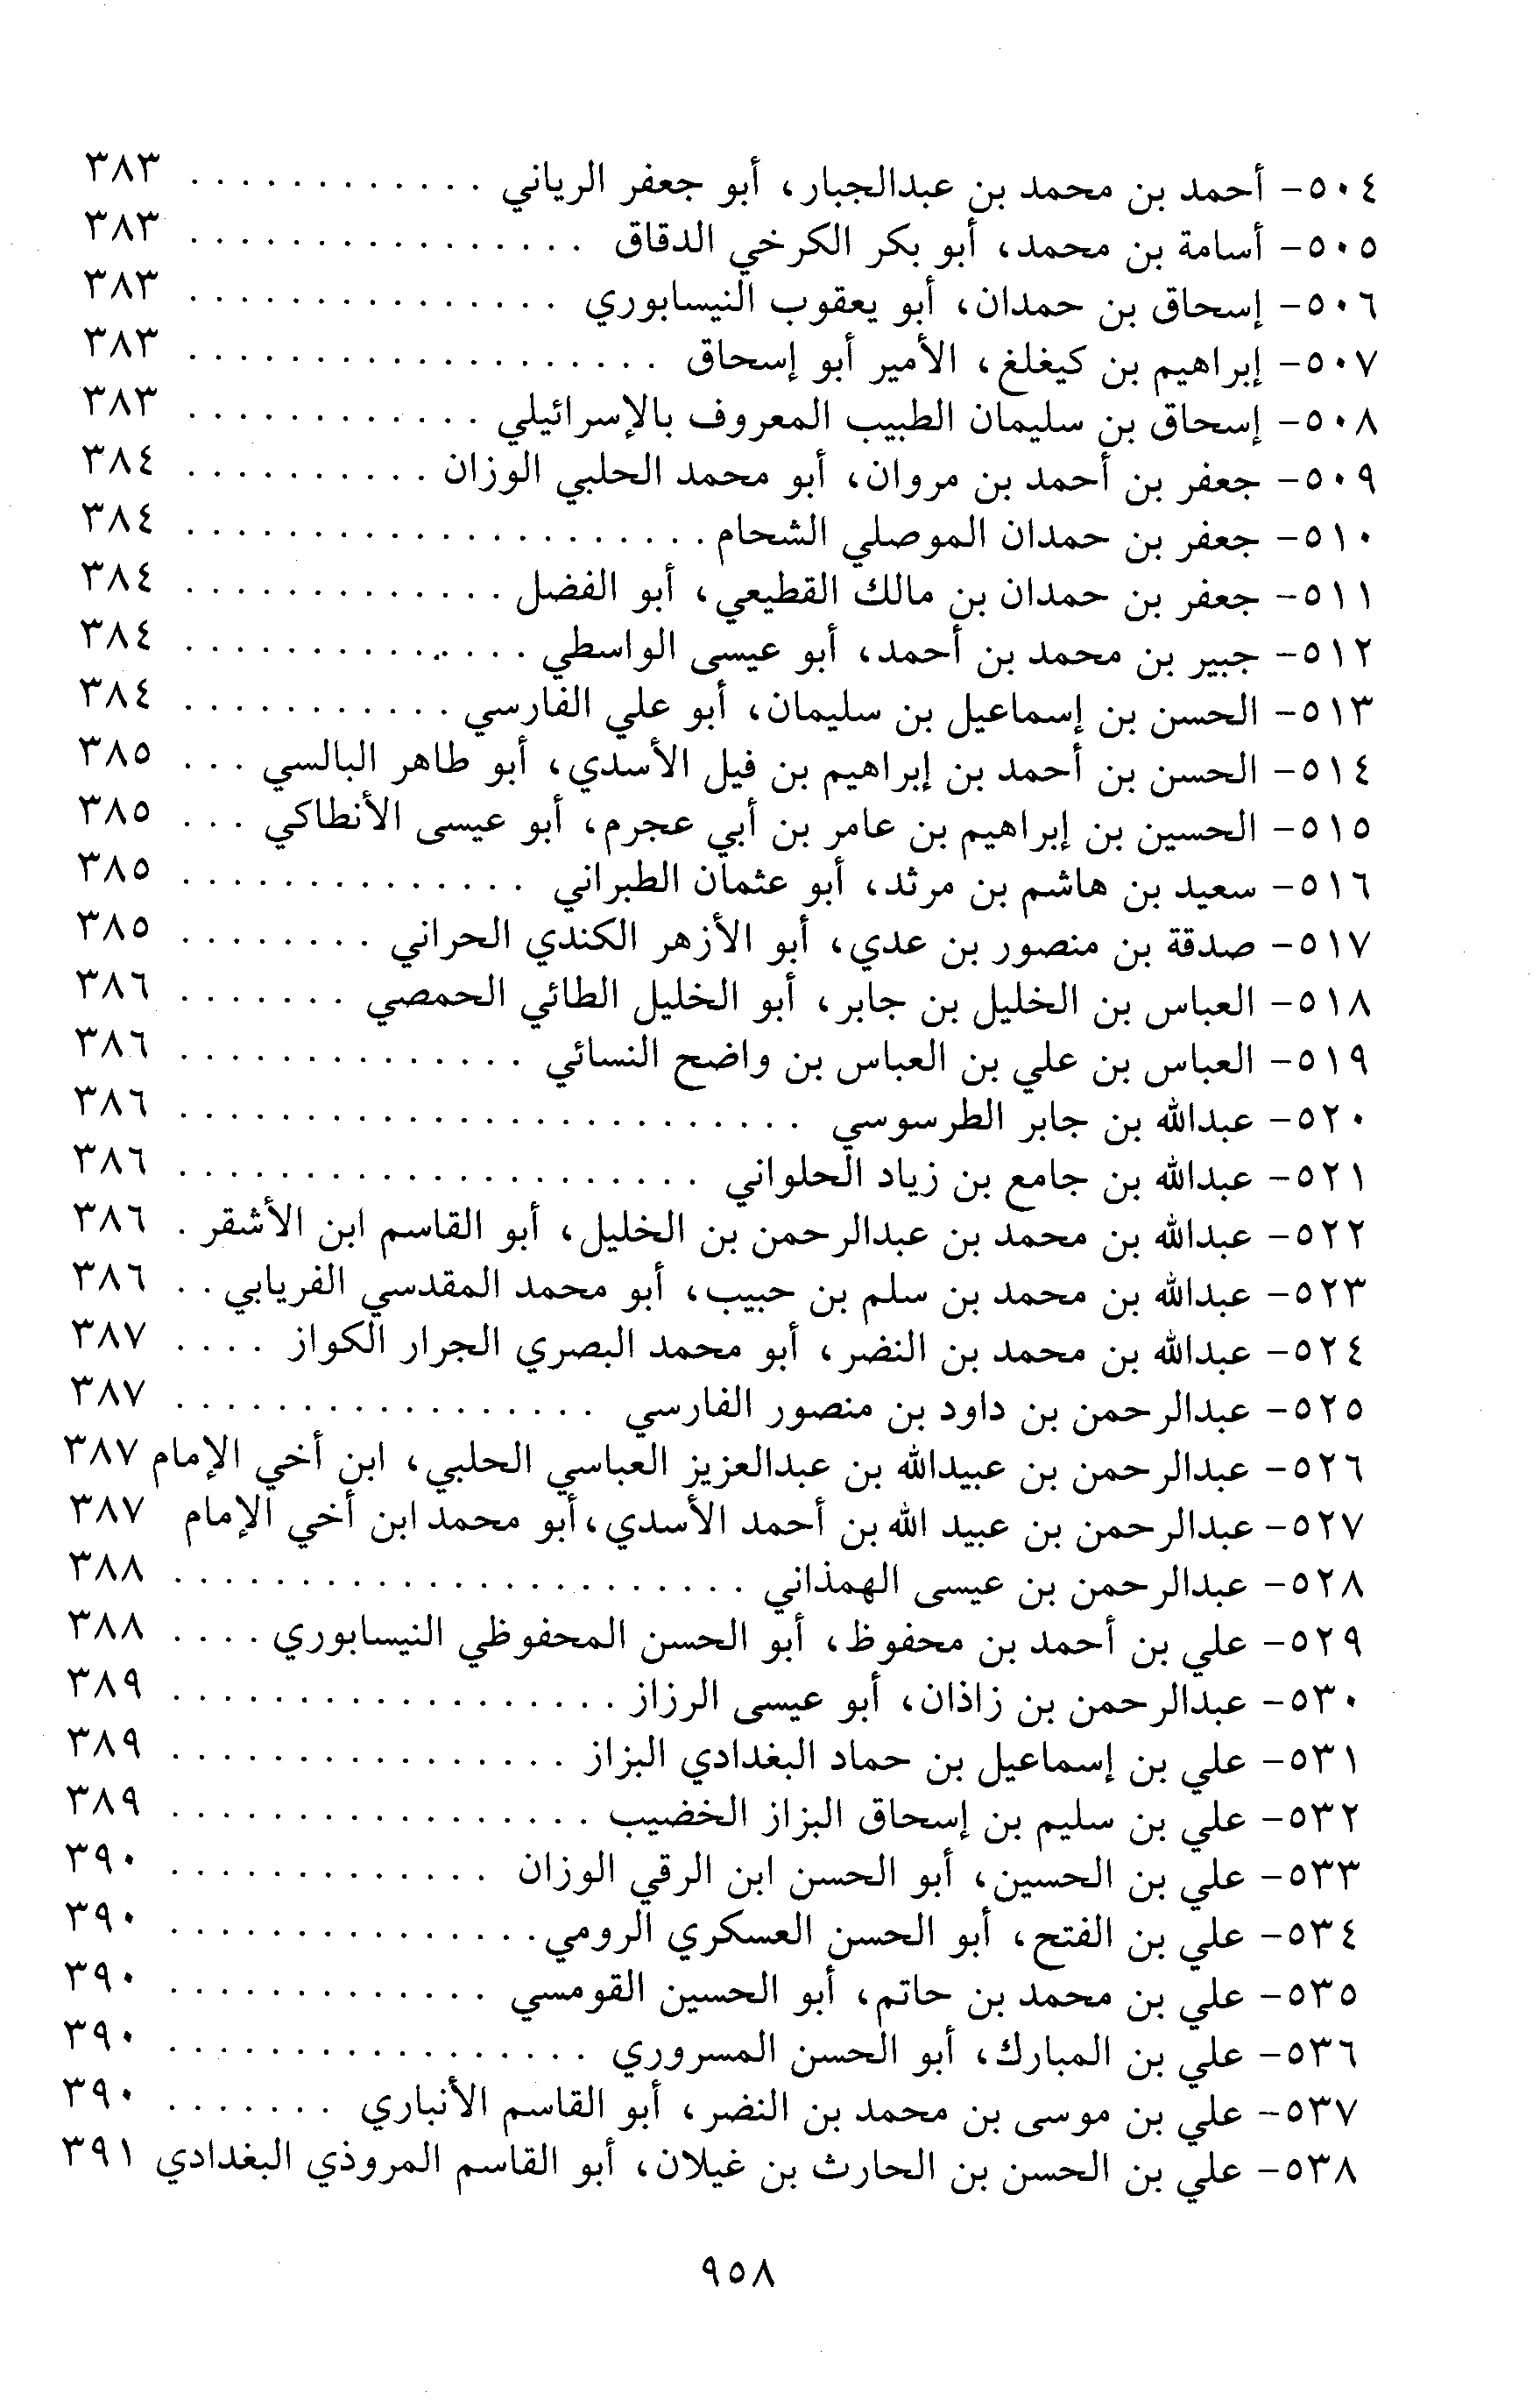 ٥٠٤- أحمد بن محمد بن عبدالجبار، أبو جعفر الرياني . . . . . . . . . . . . ٣٨٣
٥٠٥- أسامة بن محمد، أبو بكر الكرخي الدقاق . . . . . . . . . . . . . . . . ٣٨٣
٥٠٦- إسحاق بن حمدان، أبو يعقوب النيسابوري . . . . . . . . . . . . . . . ٣٨٣
٥٠٧- إبراهيم بن كيغلغ، الأمير أبو إسحاق . . . . . . . . . . . . . . . . . . . ٣٨٣
٥٠٨- إسحاق بن سليمان الطبيب المعروف بالإسرائيلي . . . . . . . . . . . . ٣٨٣
٥٠٩- جعفر بن أحمد بن مروان، أبو محمد الحلبي الوزان . . . . . . . . . . ٣٨٤
٥١٠- جعفر بن حمدان الموصلي الشحام . . . . . . . . . . . . . . . . . . . . . ٣٨٤
٥١١- جعفر بن حمدان بن مالك القطيعي، أبو الفضل . . . . . . . . . . . . . ٣٨٤
٥١٢- جبير بن محمد بن أحمد، أبو عيسى الواسطي . . . . . . . . . . . . . . ٣٨٤
٥١٣- الحسن بن إسماعيل بن سليمان، أبو علي الفارسي . . . . . . . . . . . ٣٨٤
٥١٤- الحسن بن أحمد بن إبراهيم بن فيل الأسدي، أبو طاهر البالسي . . . ٣٨٥
٥١٥- الحسين بن إبراهيم بن عامر بن أبي عجرم، أبو عيسى الأنطاكي . . . ٣٨٥
٥١٦- سعيد بن هاشم بن مرثد، أبو عثمان الطبراني . . . . . . . . . . . . . . ٣٨٥
٥١٧- صدقة بن منصور بن عدي، أبو الأزهر الكندي الحراني . . . . . . . . ٣٨٥
٥١٨- العباس بن الخليل بن جابر، أبو الخليل الطائي الحمصي . . . . . . . ٣٨٦
٥١٩- العباس بن علي بن العباس بن واضح النسائي . . . . . . . . . . . . . . ٣٨٦
٥٢٠- عبدالله بن جابر الطرسوسي . . . . . . . . . . . . . . . . . . . . . . . . . ٣٨٦
٥٢١- عبدالله بن جامع بن زياد الحلواني . . . . . . . . . . . . . . . . . . . . . ٣٨٦
٥٢٢- عبدالله بن محمد بن عبدالرحمن بن الخليل، أبو القاسم ابن الأشقر . ٣٨٦
٥٢٣- عبدالله بن محمد بن سلم بن حبيب، أبو محمد المقدسي الفريابي . . ٣٨٦
٥٢٤- عبدالله بن محمد بن النضر، أبو محمد البصري الجرار الكواز . . . . ٣٨٧
٥٢٥- عبدالرحمن بن داود بن منصور الفارسي . . . . . . . . . . . . . . . . . ٣٨٧
٥٢٦- عبدالرحمن بن عبيدالله بن عبدالعزيز العباسي الحلبي، ابن أخي الإمام ٣٨٧
٥٢٧- عبدالرحمن بن عبيد الله بن أحمد الأسدي، أبو محمد ابن أخي الإمام ٣٨٧
٥٢٨- عبدالرحمن بن عيسى الهمذاني . . . . . . . . . . . . . . . . . . . . . . . ٣٨٨
٥٢٩- علي بن أحمد بن محفوظ، أبو الحسن المحفوظي النيسابوري . . . . ٣٨٨
٥٣٠- عبدالرحمن بن زاذان، أبو عيسى الرزاز . . . . . . . . . . . . . . . . . . ٣٨٩
٥٣١- علي بن إسماعيل بن حماد البغدادي البزاز . . . . . . . . . . . . . . . . ٣٨٩
٥٣٢- علي بن سليم بن إسحاق البزاز الخضيب . . . . . . . . . . . . . . . . . ٣٨٩
٥٣٣- علي بن الحسين، أبو الحسن ابن الرقي الوزان . . . . . . . . . . . . . ٣٩٠
٥٣٤- علي بن الفتح، أبو الحسن العسكري الرومي . . . . . . . . . . . . . . . ٣٩٠
٥٣٥- علي بن محمد بن حاتم، أبو الحسين القومسي . . . . . . . . . . . . . ٣٩٠
٥٣٦- علي بن المبارك، أبو الحسن المسروري . . . . . . . . . . . . . . . . . ٣٩٠
٥٣٧- علي بن موسى بن محمد بن النضر، أبو القاسم الأنباري . . . . . . . ٣٩٠
٥٣٨- علي بن الحسن بن الحارث بن غيلان، أبو القاسم المروذي البغدادي ٣٩١
٩٥٨